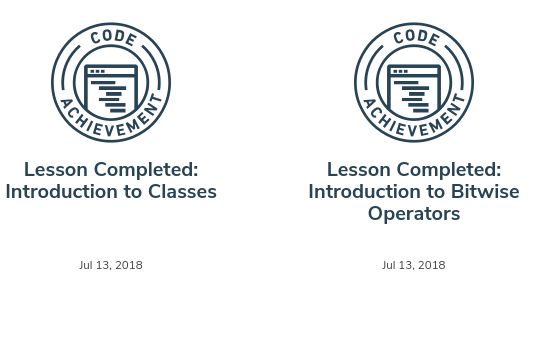 CODE
ACHIEVEMENT
Lesson Completed:
Introduction to Classes
Jul 13, 2018
CODE
ACHIEVEMENT
Lesson Completed:
Introduction to Bitwise
Operators
Jul 13, 2018